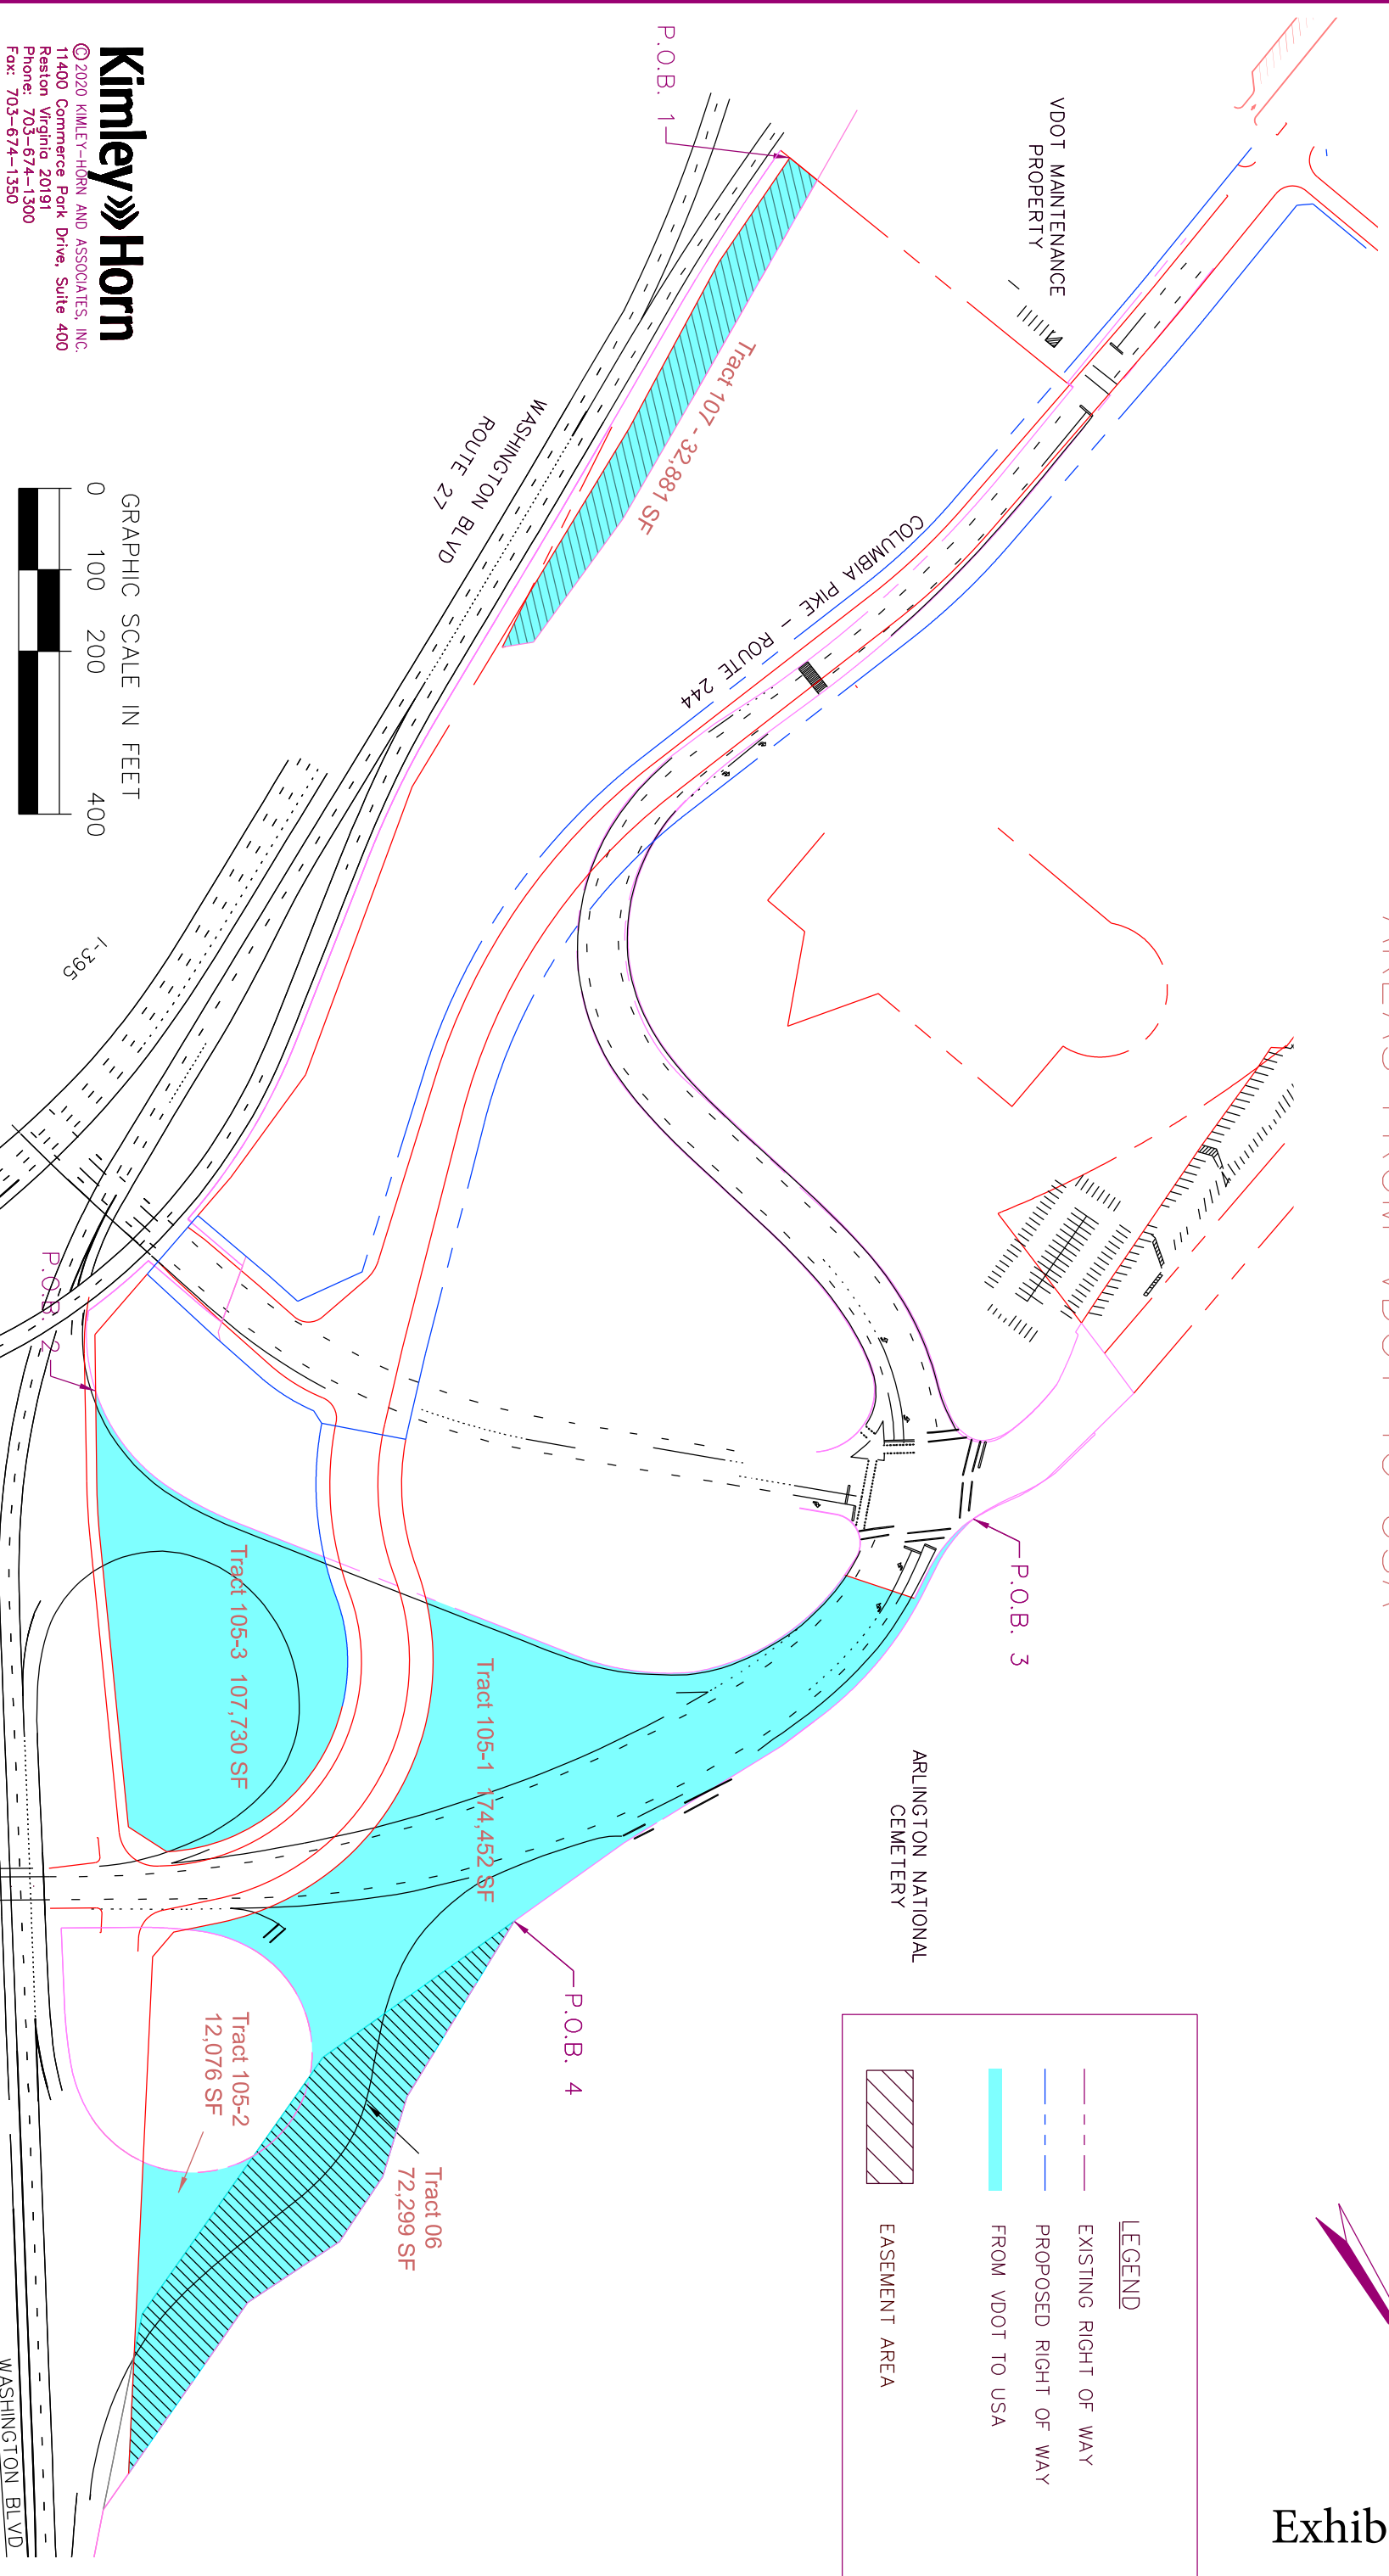 Kimley»Horn
© 2020 KIMLEY-HORN AND ASSOCIATES, INC.
11400 Commerce Park Drive, Suite 400
Reston Virginia 20191
Phone: 703-674-1300
Fax: 703-674-1350
P.O.B. 1
VDOT MAINTENANCE
PROPERTY
Tract 107 - 32,881 SF
WASHINGTON BLVD
ROUTE 27
COLUMBIA PIKE - ROUTE 244
GRAPHIC SCALE IN FEET
0 100 200 400
I-395
AREAS FROM VDOT TO USA
P.O.B. 2
P.O.B. 3
Tract 105-3 107,730 SF
Tract 105-1 174,452 SF
ARLINGTON NATIONAL
CEMETERY
P.O.B. 4
Tract 105-2
12,076 SF
Tract 06
72,299 SF
LEGEND
EXISTING RIGHT OF WAY
PROPOSED RIGHT OF WAY
FROM VDOT TO USA
EASEMENT AREA
WASHINGTON BLVD
Exhib